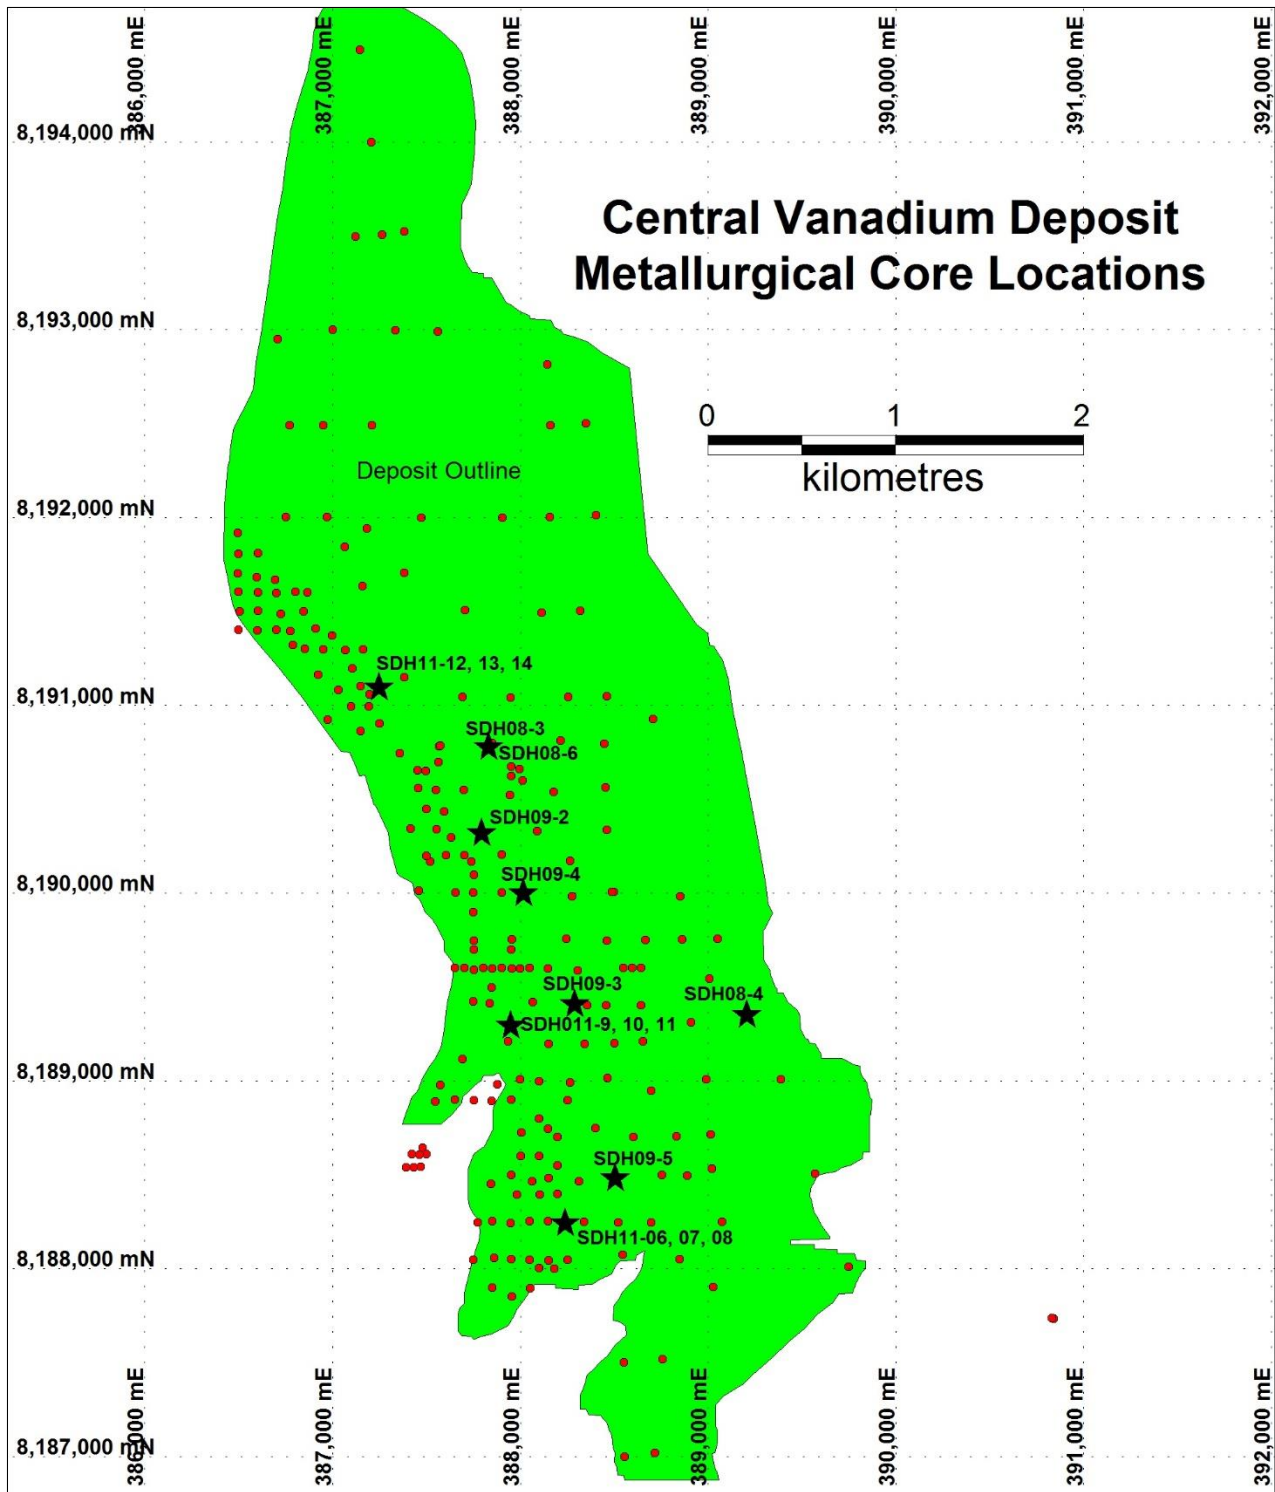 386,000 mE
387,000 mE
388,000 mE
389,000 mE
390,000 mE
391,000 mE
392,000 mE
8,194,000 mN
Central Vanadium Deposit
Metallurgical Core Locations
8,193,000 mN
0 1 2
kilometres
Deposit Outline
8,192,000 mN
SDH11-12, 13, 14
8,191,000 mN
SDH08-3
SDH08-6
SDH09-2
SDH09-4
8,190,000 mN
SDH09-3
SDH08-4
SDH011-9, 10, 11
8,189,000 mN
SDH09-5
SDH11-06, 07, 08
8,188,000 mN
8,187,000 mN
386,000 mE
387,000 mE
388,000 mE
389,000 mE
390,000 mE
391,000 mE
392,000 mE